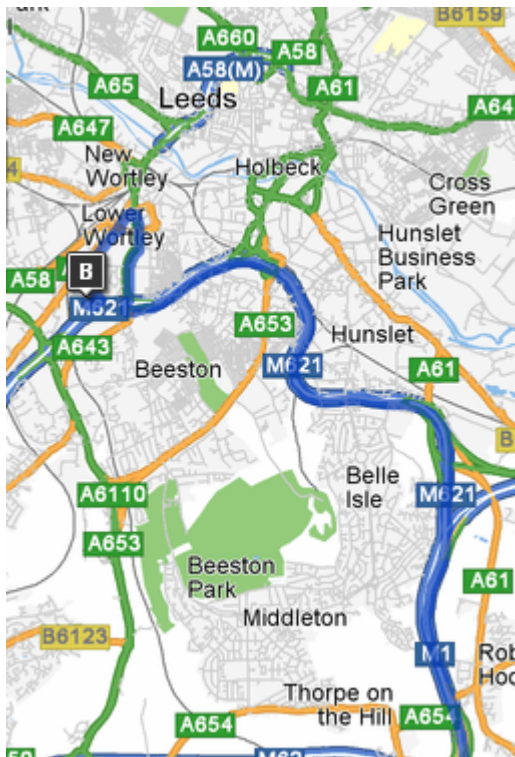 B6159
A660
A58
A58(M)
A65
A61
Leeds
A64
A647
New
Wortley
Holbeck
Cross
Green
Lower
Wortley
Hunslet
Business
Park
B
A58
M621
A653
Hunslet
A643
Beeston
M621
A61
Belle
Isle
A6110
M621
A653
Beeston
Park
A61
Middleton
B6123
M1
Thorpe on
the Hill
A654
A654